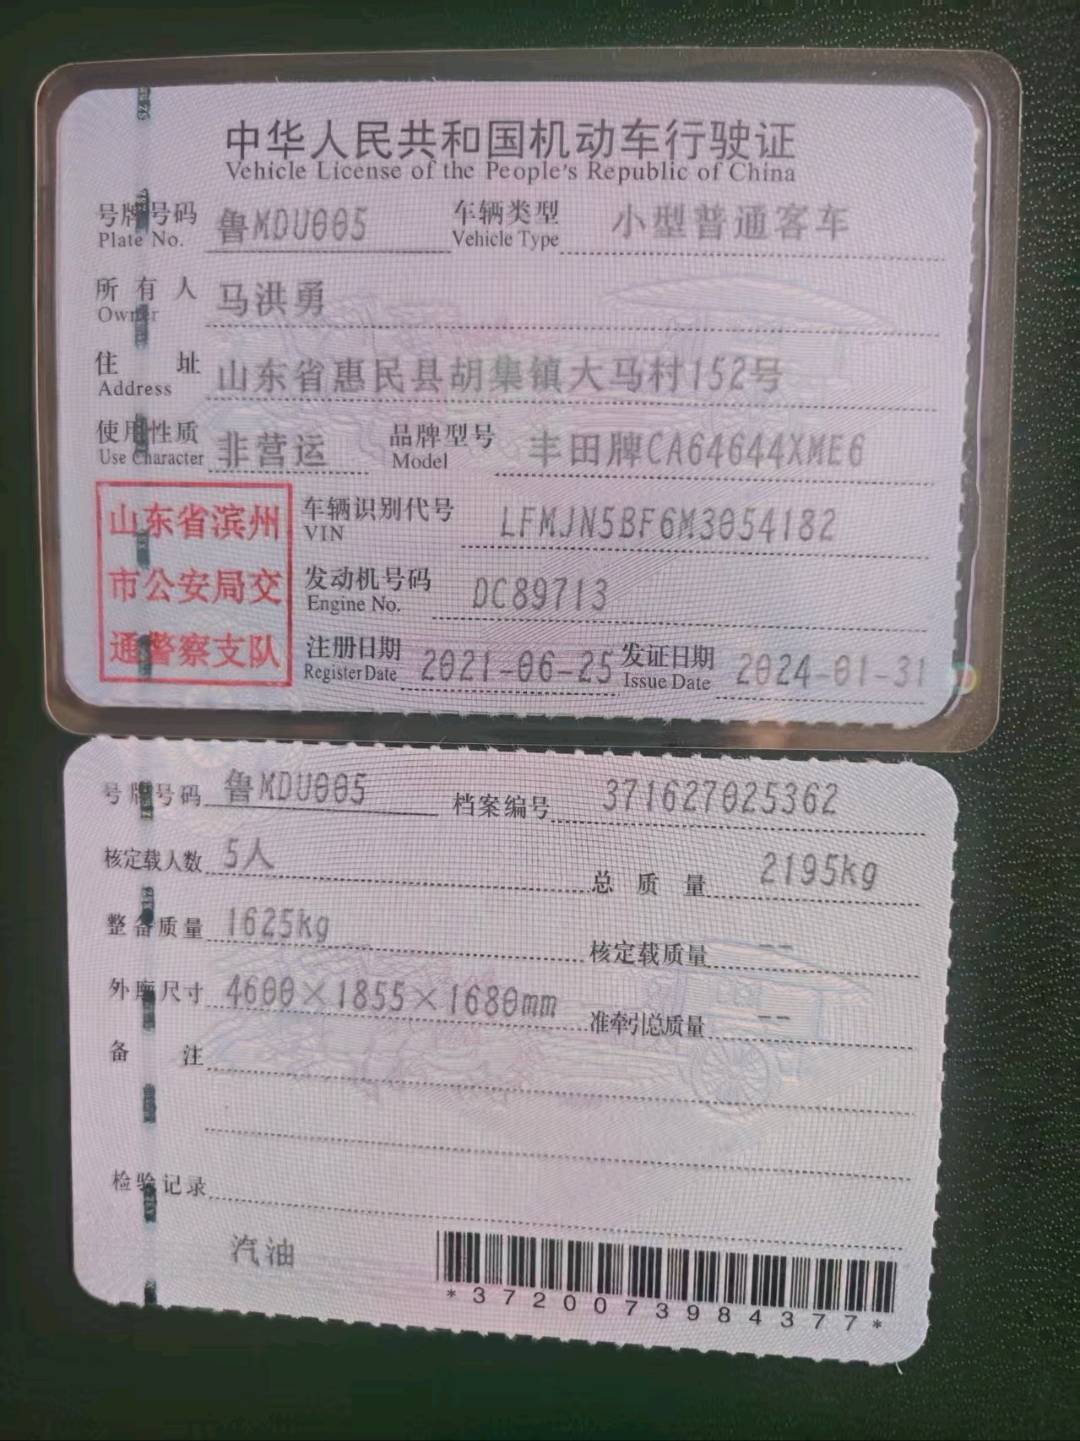 中华人民共和国机动车行驶证
Vehicle License of the People's Republic of China
号牌号码 鲁MDU005 车辆类型 小型普通客车
Plate No. Vehicle Type
所有人 马洪勇
Owner
住址 山东省惠民县胡集镇大马村152号
Address
使用性质 非营运 品牌型号 丰田牌CA64644XME6
Use Character Model
山东省滨州
市公安局交
通警察支队
车辆识别代号 LFMJN5BF6M3054182
VIN
发动机号码 DC89713
Engine No.
注册日期 2021-06-25 发证日期 2024-01-31
Register Date Issue Date
号牌号码 鲁MDU005 档案编号 371627025362
核定载人数 5人 总质量 2195kg
整备质量 1625kg 核定载质量 --
外廓尺寸 4600×1855×1680mm 准牵引总质量 --
备注
检验记录
汽油
*3720073984377*